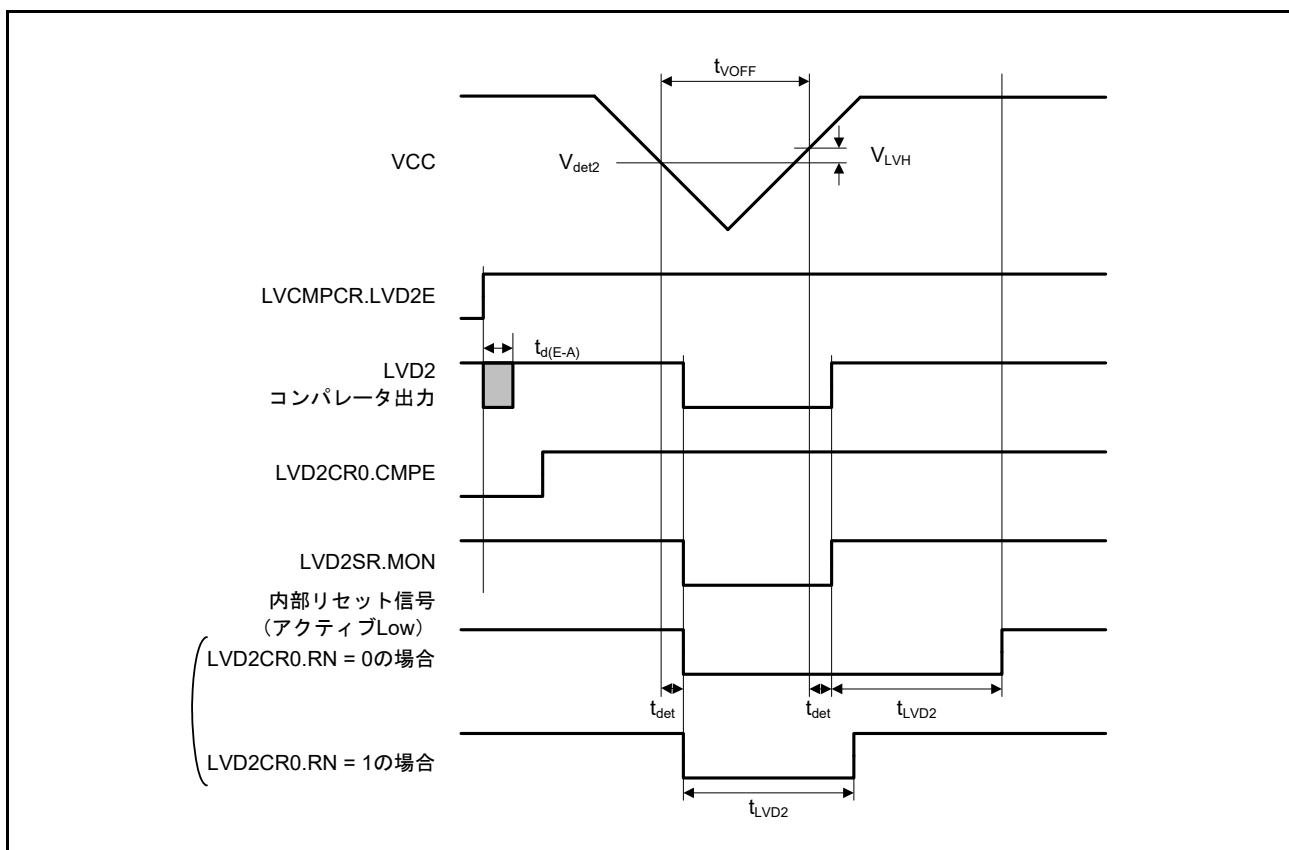 tVOFF
VCC
Vdet2
VLVH
LVCMPCR.LVD2E
td(E-A)
LVD2
コンパレータ出力
LVD2CR0.CMPE
LVD2SR.MON
内部リセット信号
（アクティブLow）
LVD2CR0.RN = 0の場合
tdet
tdet
tLVD2
LVD2CR0.RN = 1の場合
tLVD2